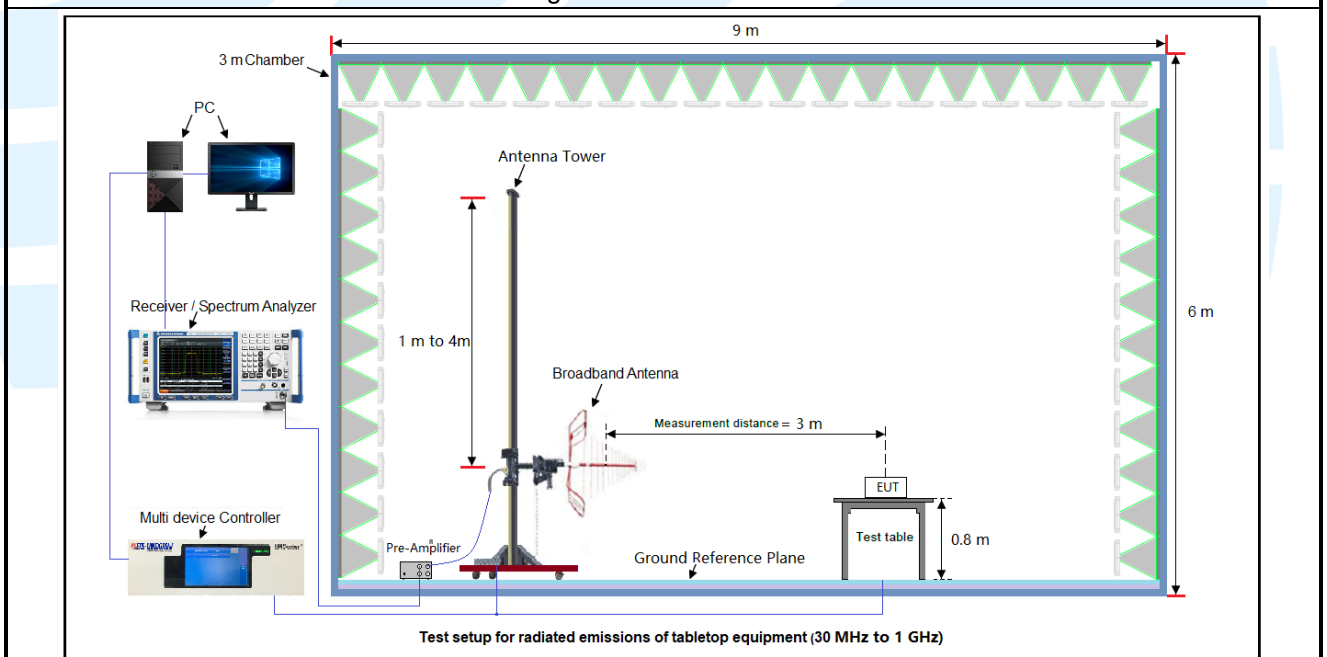 9 m
3 m Chamber
PC
Antenna Tower
Receiver / Spectrum Analyzer
6 m
1 m to 4m
Broadband Antenna
Measurement distance = 3 m
EUT
Multi device Controller
Pre-Amplifier
Test table
0.8 m
Ground Reference Plane
Test setup for radiated emissions of tabletop equipment (30 MHz to 1 GHz)